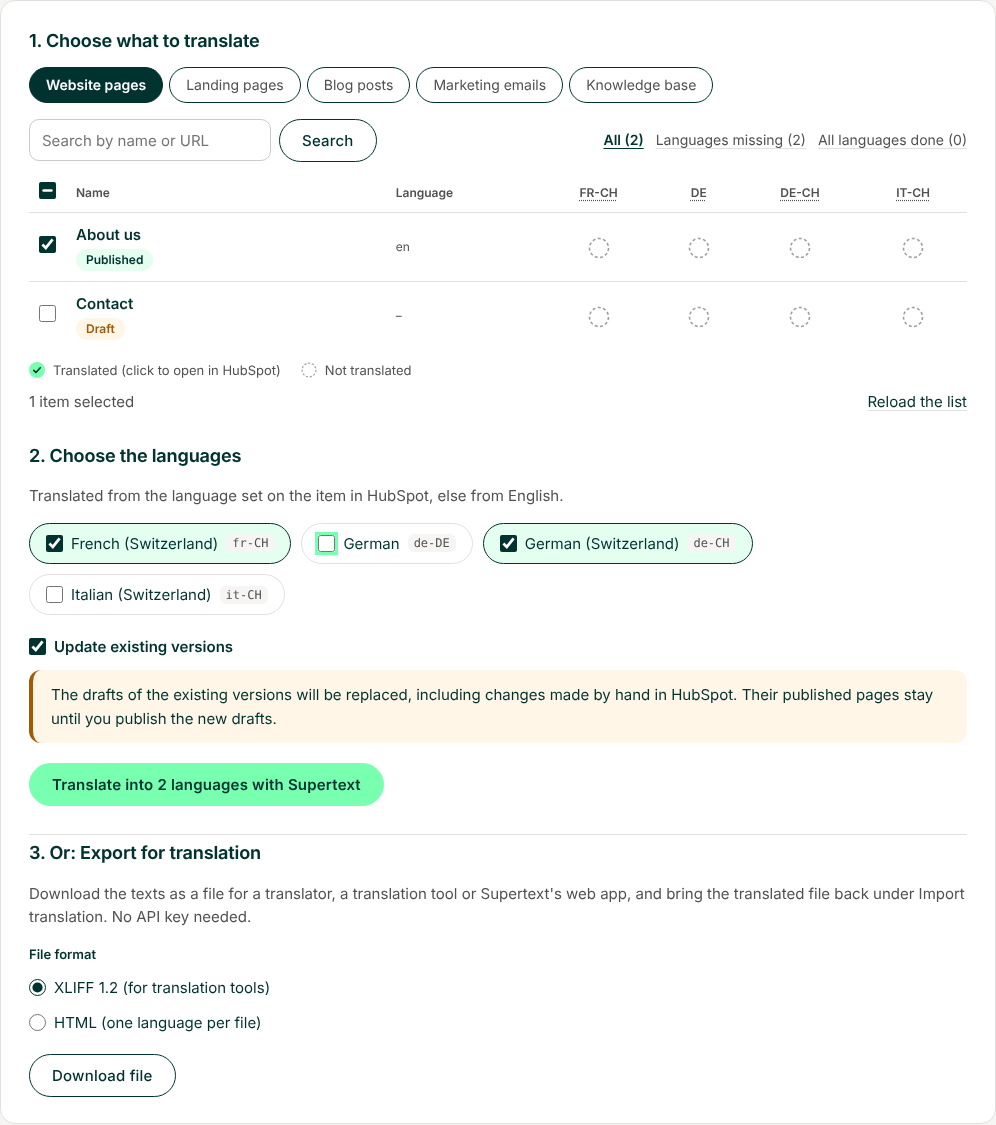 1. Choose what to translate
Website pages
Landing pages
Blog posts
Marketing emails
Knowledge base
Search by name or URL
Search
All (2)
Languages missing (2)
All languages done (0)
Name
Language
FR-CH
DE
DE-CH
IT-CH
About us
Published
en
Contact
Draft
–
Translated (click to open in HubSpot)
Not translated
1 item selected
Reload the list
2. Choose the languages
Translated from the language set on the item in HubSpot, else from English.
French (Switzerland) fr-CH
German de-DE
German (Switzerland) de-CH
Italian (Switzerland) it-CH
Update existing versions
The drafts of the existing versions will be replaced, including changes made by hand in HubSpot. Their published pages stay
until you publish the new drafts.
Translate into 2 languages with Supertext
3. Or: Export for translation
Download the texts as a file for a translator, a translation tool or Supertext's web app, and bring the translated file back under Import
translation. No API key needed.
File format
XLIFF 1.2 (for translation tools)
HTML (one language per file)
Download file